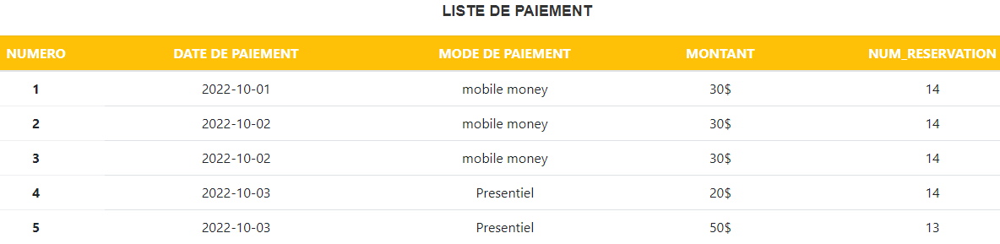 LISTE DE PAIEMENT
NUMERO DATE DE PAIEMENT MODE DE PAIEMENT MONTANT NUM_RESERVATION
1 2022-10-01 mobile money 30$ 14
2 2022-10-02 mobile money 30$ 14
3 2022-10-02 mobile money 30$ 14
4 2022-10-03 Presentiel 20$ 14
5 2022-10-03 Presentiel 50$ 13